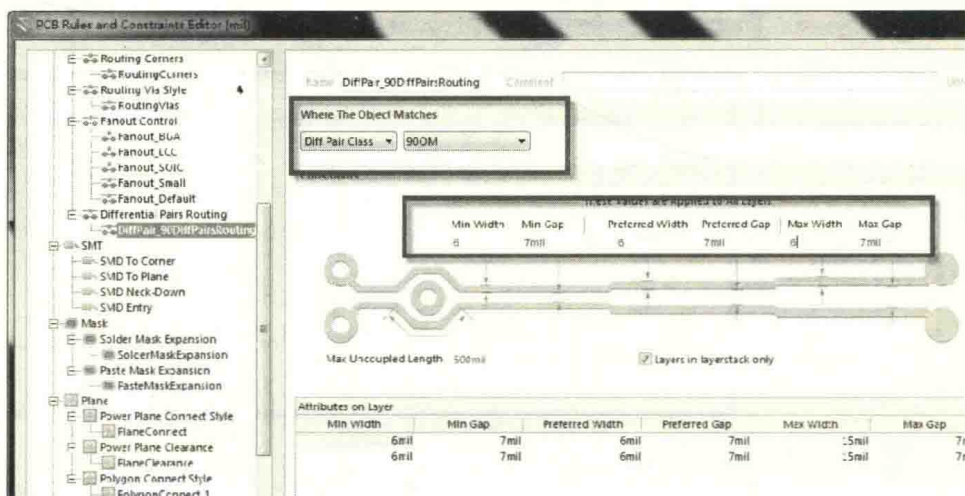 PCB Rules and Constraints Editor [mil]
Routing Corners
RoutingCorners
Routing Via Style
RoutingVias
Fanout Control
Fanout_BGA
Fanout_LCC
Fanout_SOIC
Fanout_Small
Fanout_Default
Differential Pairs Routing
DiffPair_90DiffPairsRouting
SMT
SMD To Corner
SMD To Plane
SMD Neck-Down
SMD Entry
Mask
Solder Mask Expansion
SolderMaskExpansion
Paste Mask Expansion
PasteMaskExpansion
Plane
Power Plane Connect Style
PlaneConnect
Power Plane Clearance
PlaneClearance
Polygon Connect Style
PolygonConnect_1
Name DiffPair_90DiffPairsRouting Comment
Where The Object Matches
Diff Pair Class 90OM
Constraints
These Values are Applied to All Layers
Min Width Min Gap Preferred Width Preferred Gap Max Width Max Gap
6 7mil 6 7mil 6 7mil
Max Uncoupled Length 500mil Layers in layerstack only
Attributes on Layer
Min Width Min Gap Preferred Width Preferred Gap Max Width Max Gap
6mil 7mil 6mil 7mil 15mil
6mil 7mil 6mil 7mil 15mil